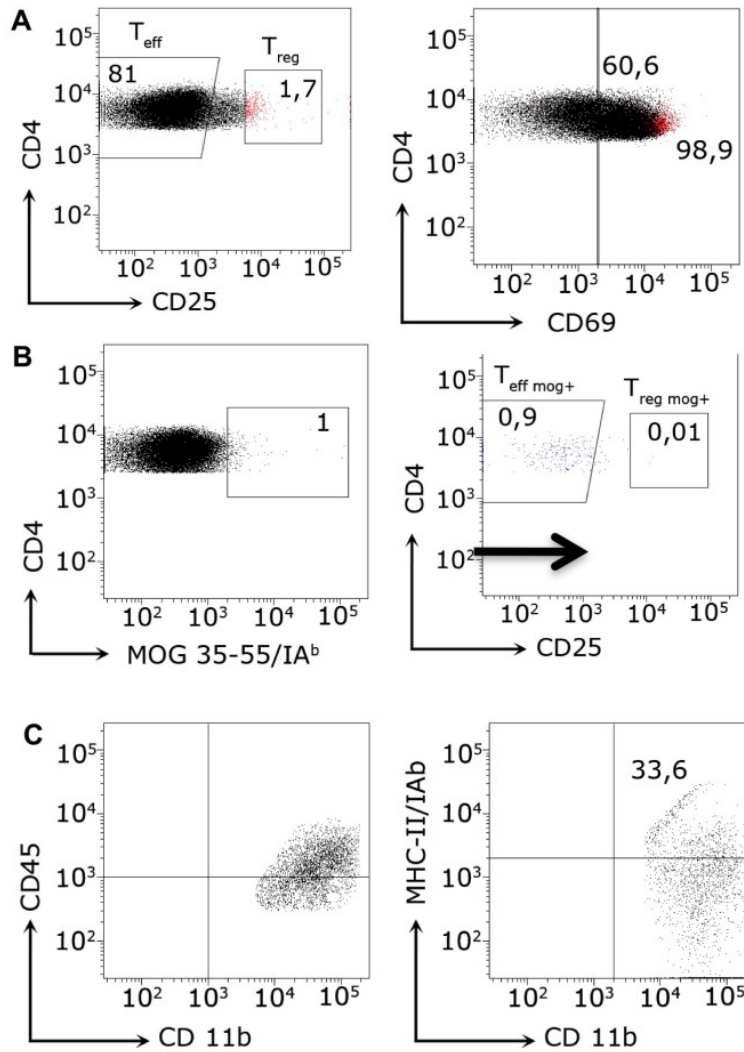 A
T eff
T reg
81
1,7
10⁵
10⁴
10³
10²
CD4
10² 10³ 10⁴ 10⁵
CD25
60,6
98,9
10⁵
10⁴
10³
10²
CD4
10² 10³ 10⁴ 10⁵
CD69
B
1
10⁵
10⁴
10³
10²
CD4
10² 10³ 10⁴ 10⁵
MOG 35-55/IAᵇ
T eff mog+
T reg mog+
0,9
0,01
10⁵
10⁴
10³
10²
CD4
10² 10³ 10⁴ 10⁵
CD25
C
10⁵
10⁴
10³
10²
CD45
10² 10³ 10⁴ 10⁵
CD 11b
33,6
10⁵
10⁴
10³
10²
MHC-II/IAb
10² 10³ 10⁴ 10⁵
CD 11b